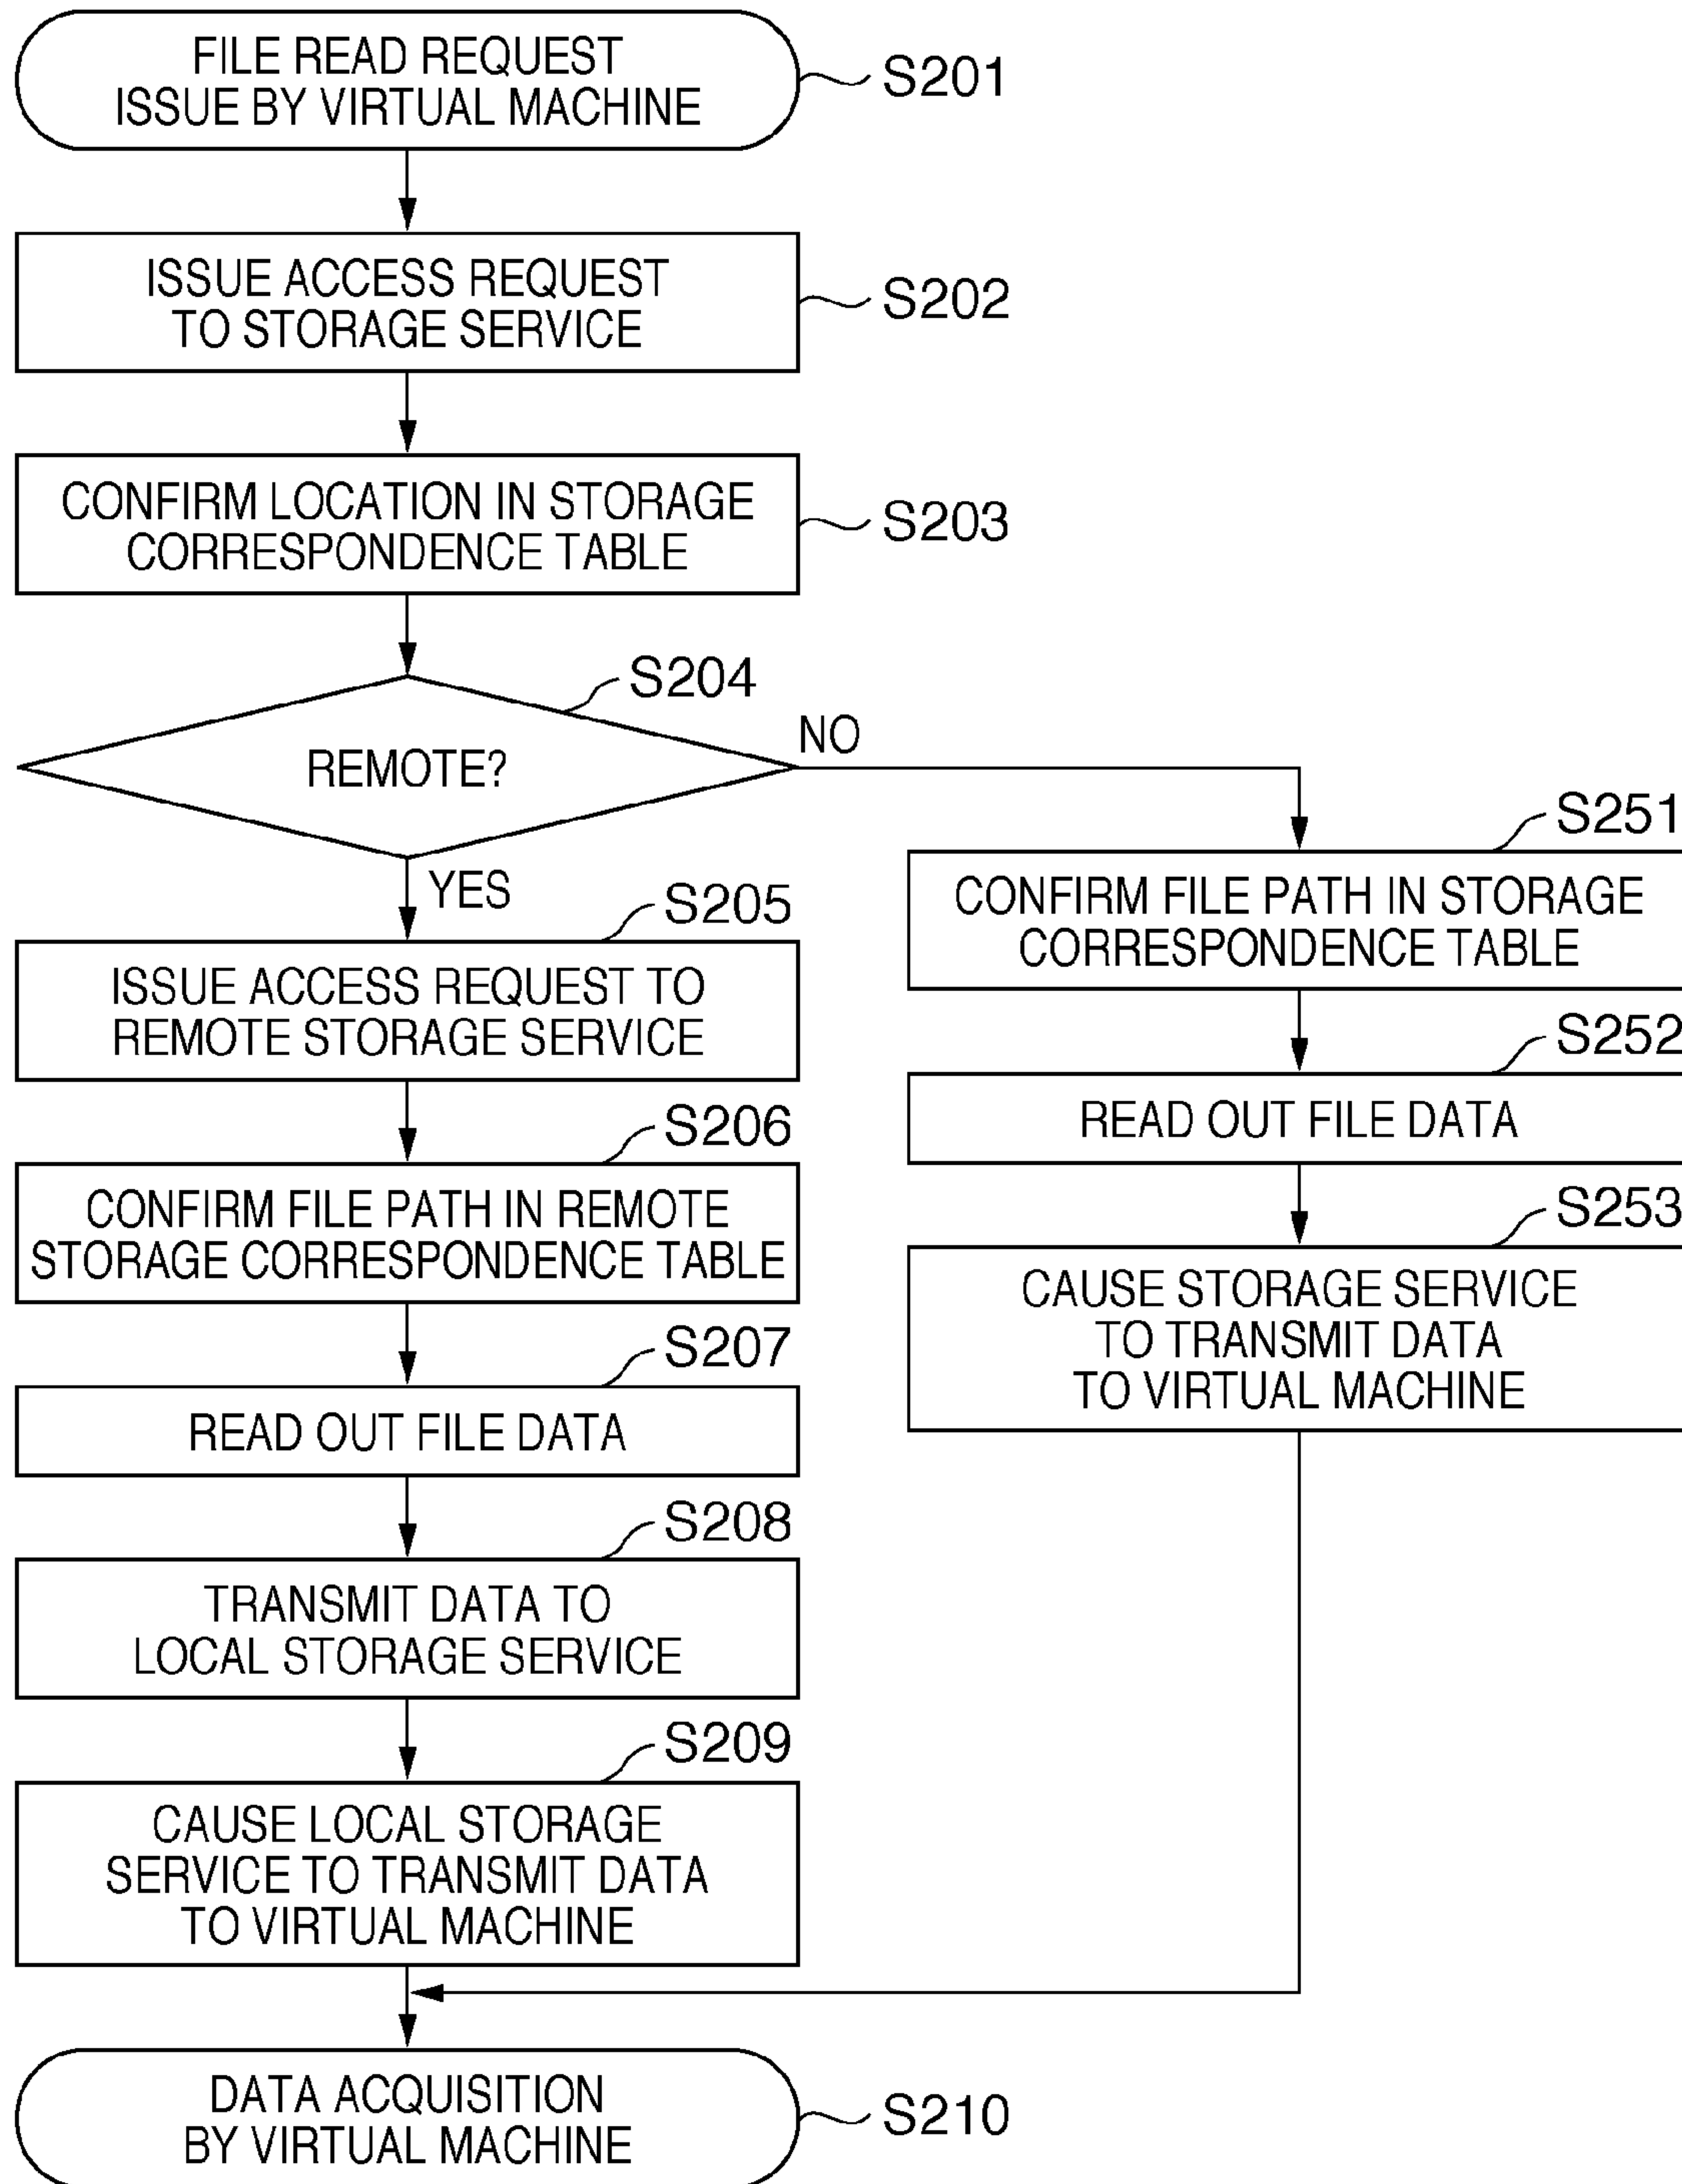 FILE READ REQUEST
ISSUE BY VIRTUAL MACHINE
S201
ISSUE ACCESS REQUEST
TO STORAGE SERVICE
S202
CONFIRM LOCATION IN STORAGE
CORRESPONDENCE TABLE
S203
S204
REMOTE?
NO
YES
S205
ISSUE ACCESS REQUEST TO
REMOTE STORAGE SERVICE
S206
CONFIRM FILE PATH IN REMOTE
STORAGE CORRESPONDENCE TABLE
S207
READ OUT FILE DATA
S208
TRANSMIT DATA TO
LOCAL STORAGE SERVICE
S209
CAUSE LOCAL STORAGE
SERVICE TO TRANSMIT DATA
TO VIRTUAL MACHINE
S251
CONFIRM FILE PATH IN STORAGE
CORRESPONDENCE TABLE
S252
READ OUT FILE DATA
S253
CAUSE STORAGE SERVICE
TO TRANSMIT DATA
TO VIRTUAL MACHINE
DATA ACQUISITION
BY VIRTUAL MACHINE
S210